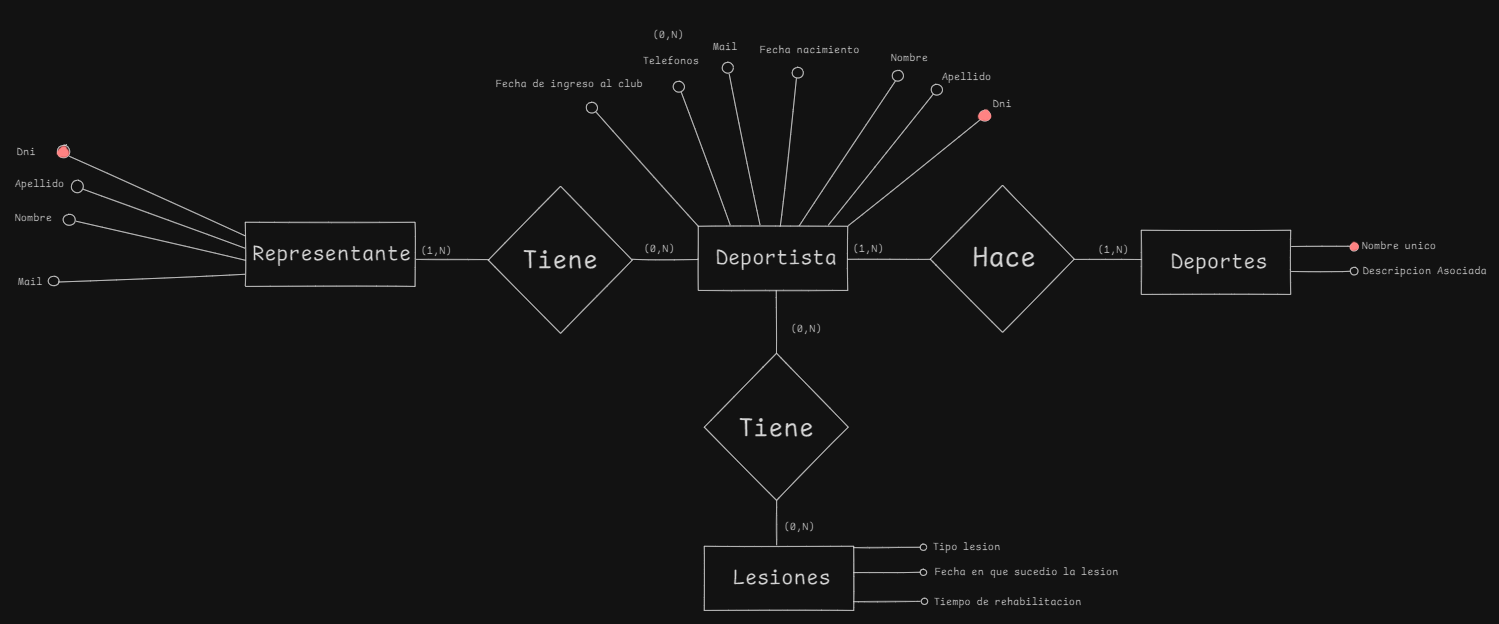 (0,N)
Telefonos
Mail
Fecha nacimiento
Nombre
Apellido
Dni
Fecha de ingreso al club
Dni
Apellido
Nombre
Mail
Representante
(1,N)
Tiene
(0,N)
Deportista
(1,N)
Hace
(1,N)
Deportes
Nombre unico
Descripcion Asociada
(0,N)
Tiene
(0,N)
Lesiones
Tipo lesion
Fecha en que sucedio la lesion
Tiempo de rehabilitacion